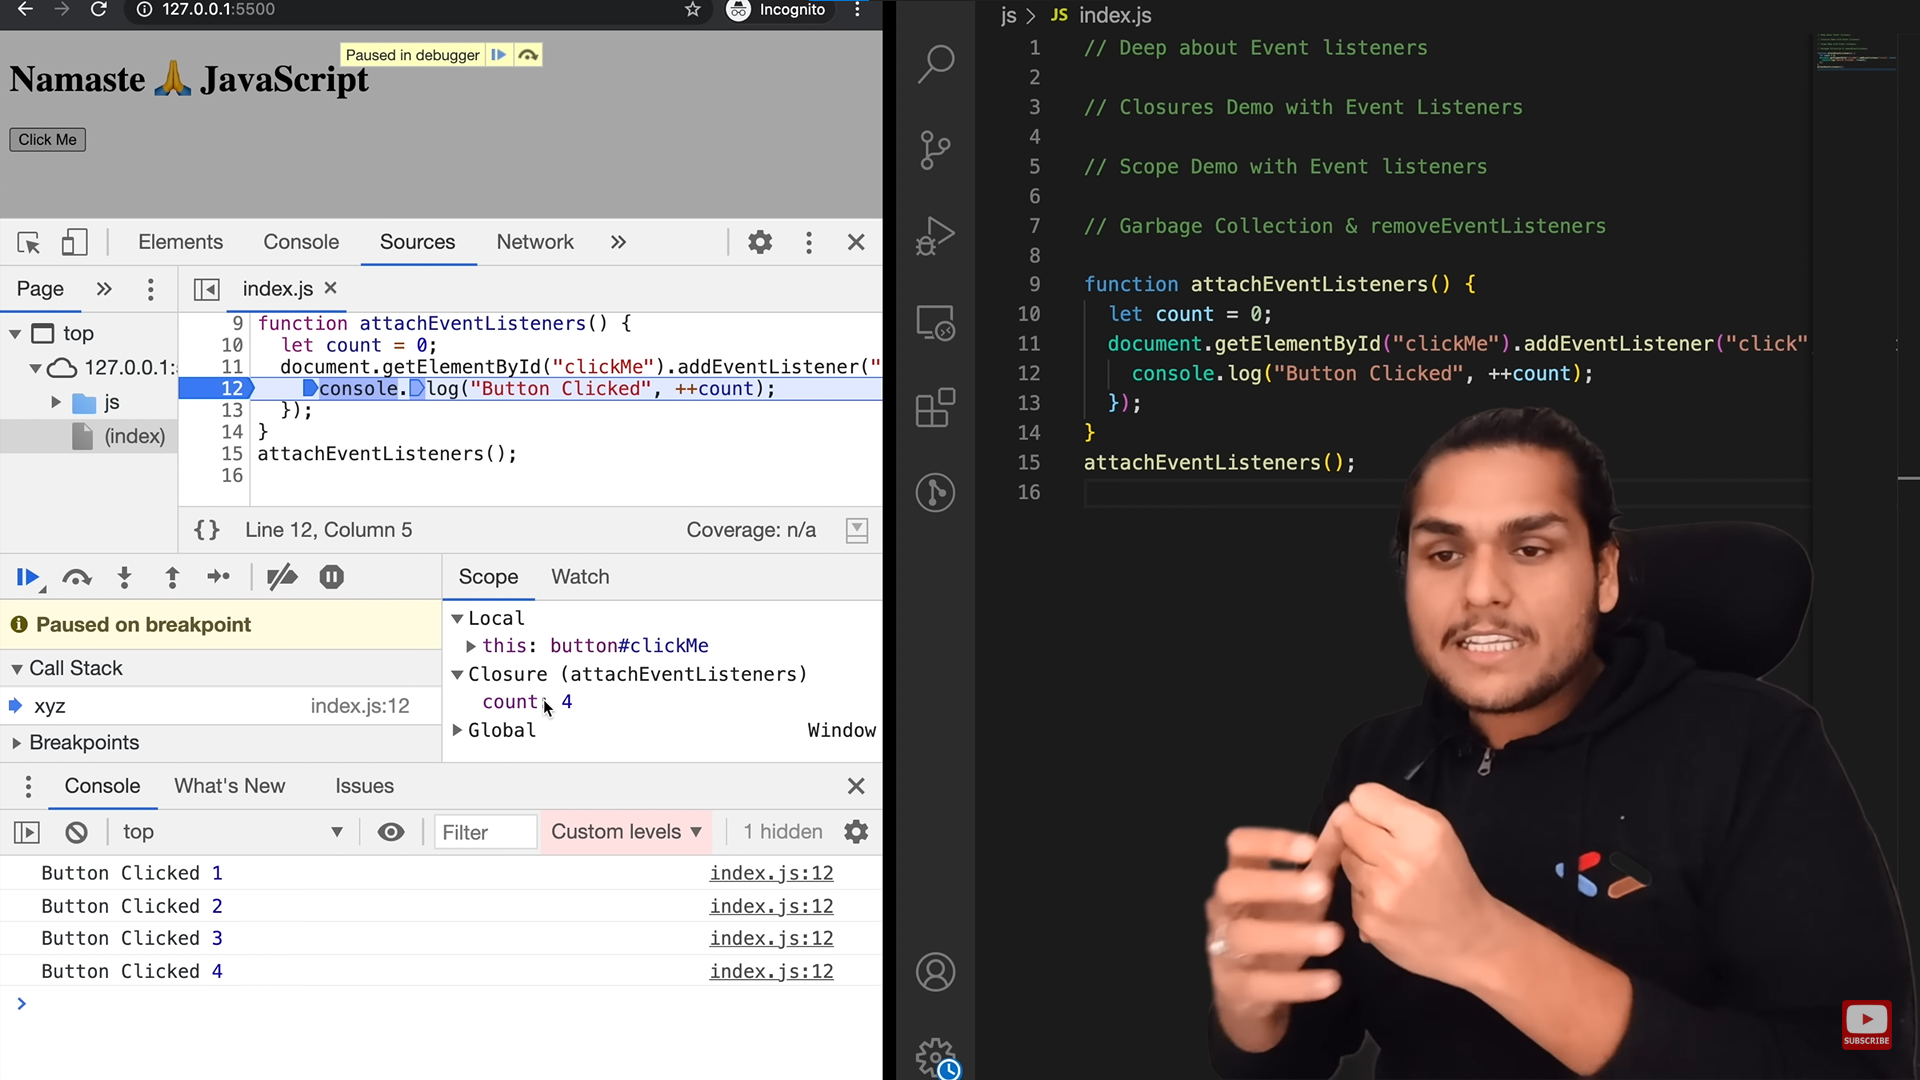 127.0.0.1:5500
Incognito
Paused in debugger
Namaste 🙏 JavaScript
Click Me
Elements Console Sources Network »
Page » index.js ×
top
127.0.0.1:
js
(index)
9 function attachEventListeners() {
10 let count = 0;
11 document.getElementById("clickMe").addEventListener("
12 console.log("Button Clicked", ++count);
13 });
14 }
15 attachEventListeners();
16
{} Line 12, Column 5 Coverage: n/a
Scope Watch
Paused on breakpoint
Call Stack
xyz index.js:12
Breakpoints
Local
this: button#clickMe
Closure (attachEventListeners)
count: 4
Global Window
Console What's New Issues
top Filter Custom levels ▼ 1 hidden
Button Clicked 1 index.js:12
Button Clicked 2 index.js:12
Button Clicked 3 index.js:12
Button Clicked 4 index.js:12
>
js > JS index.js
1 // Deep about Event listeners
2
3 // Closures Demo with Event Listeners
4
5 // Scope Demo with Event listeners
6
7 // Garbage Collection & removeEventListeners
8
9 function attachEventListeners() {
10 let count = 0;
11 document.getElementById("clickMe").addEventListener("click"
12 console.log("Button Clicked", ++count);
13 });
14 }
15 attachEventListeners();
16
SUBSCRIBE